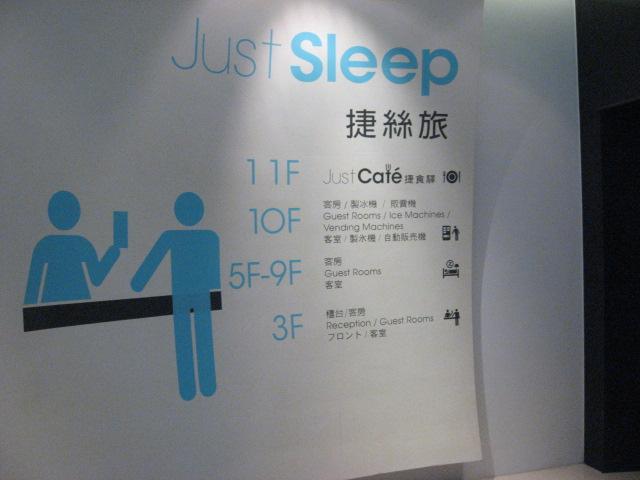 Just Sleep
捷絲旅
11F
Just Café 捷食驛
10F
客房 / 製冰機 / 販賣機
Guest Rooms / Ice Machines /
Vending Machines
客室 / 製氷機 / 自動販売機
5F-9F
客房
Guest Rooms
客室
3F
櫃台/客房
Reception / Guest Rooms
フロント / 客室